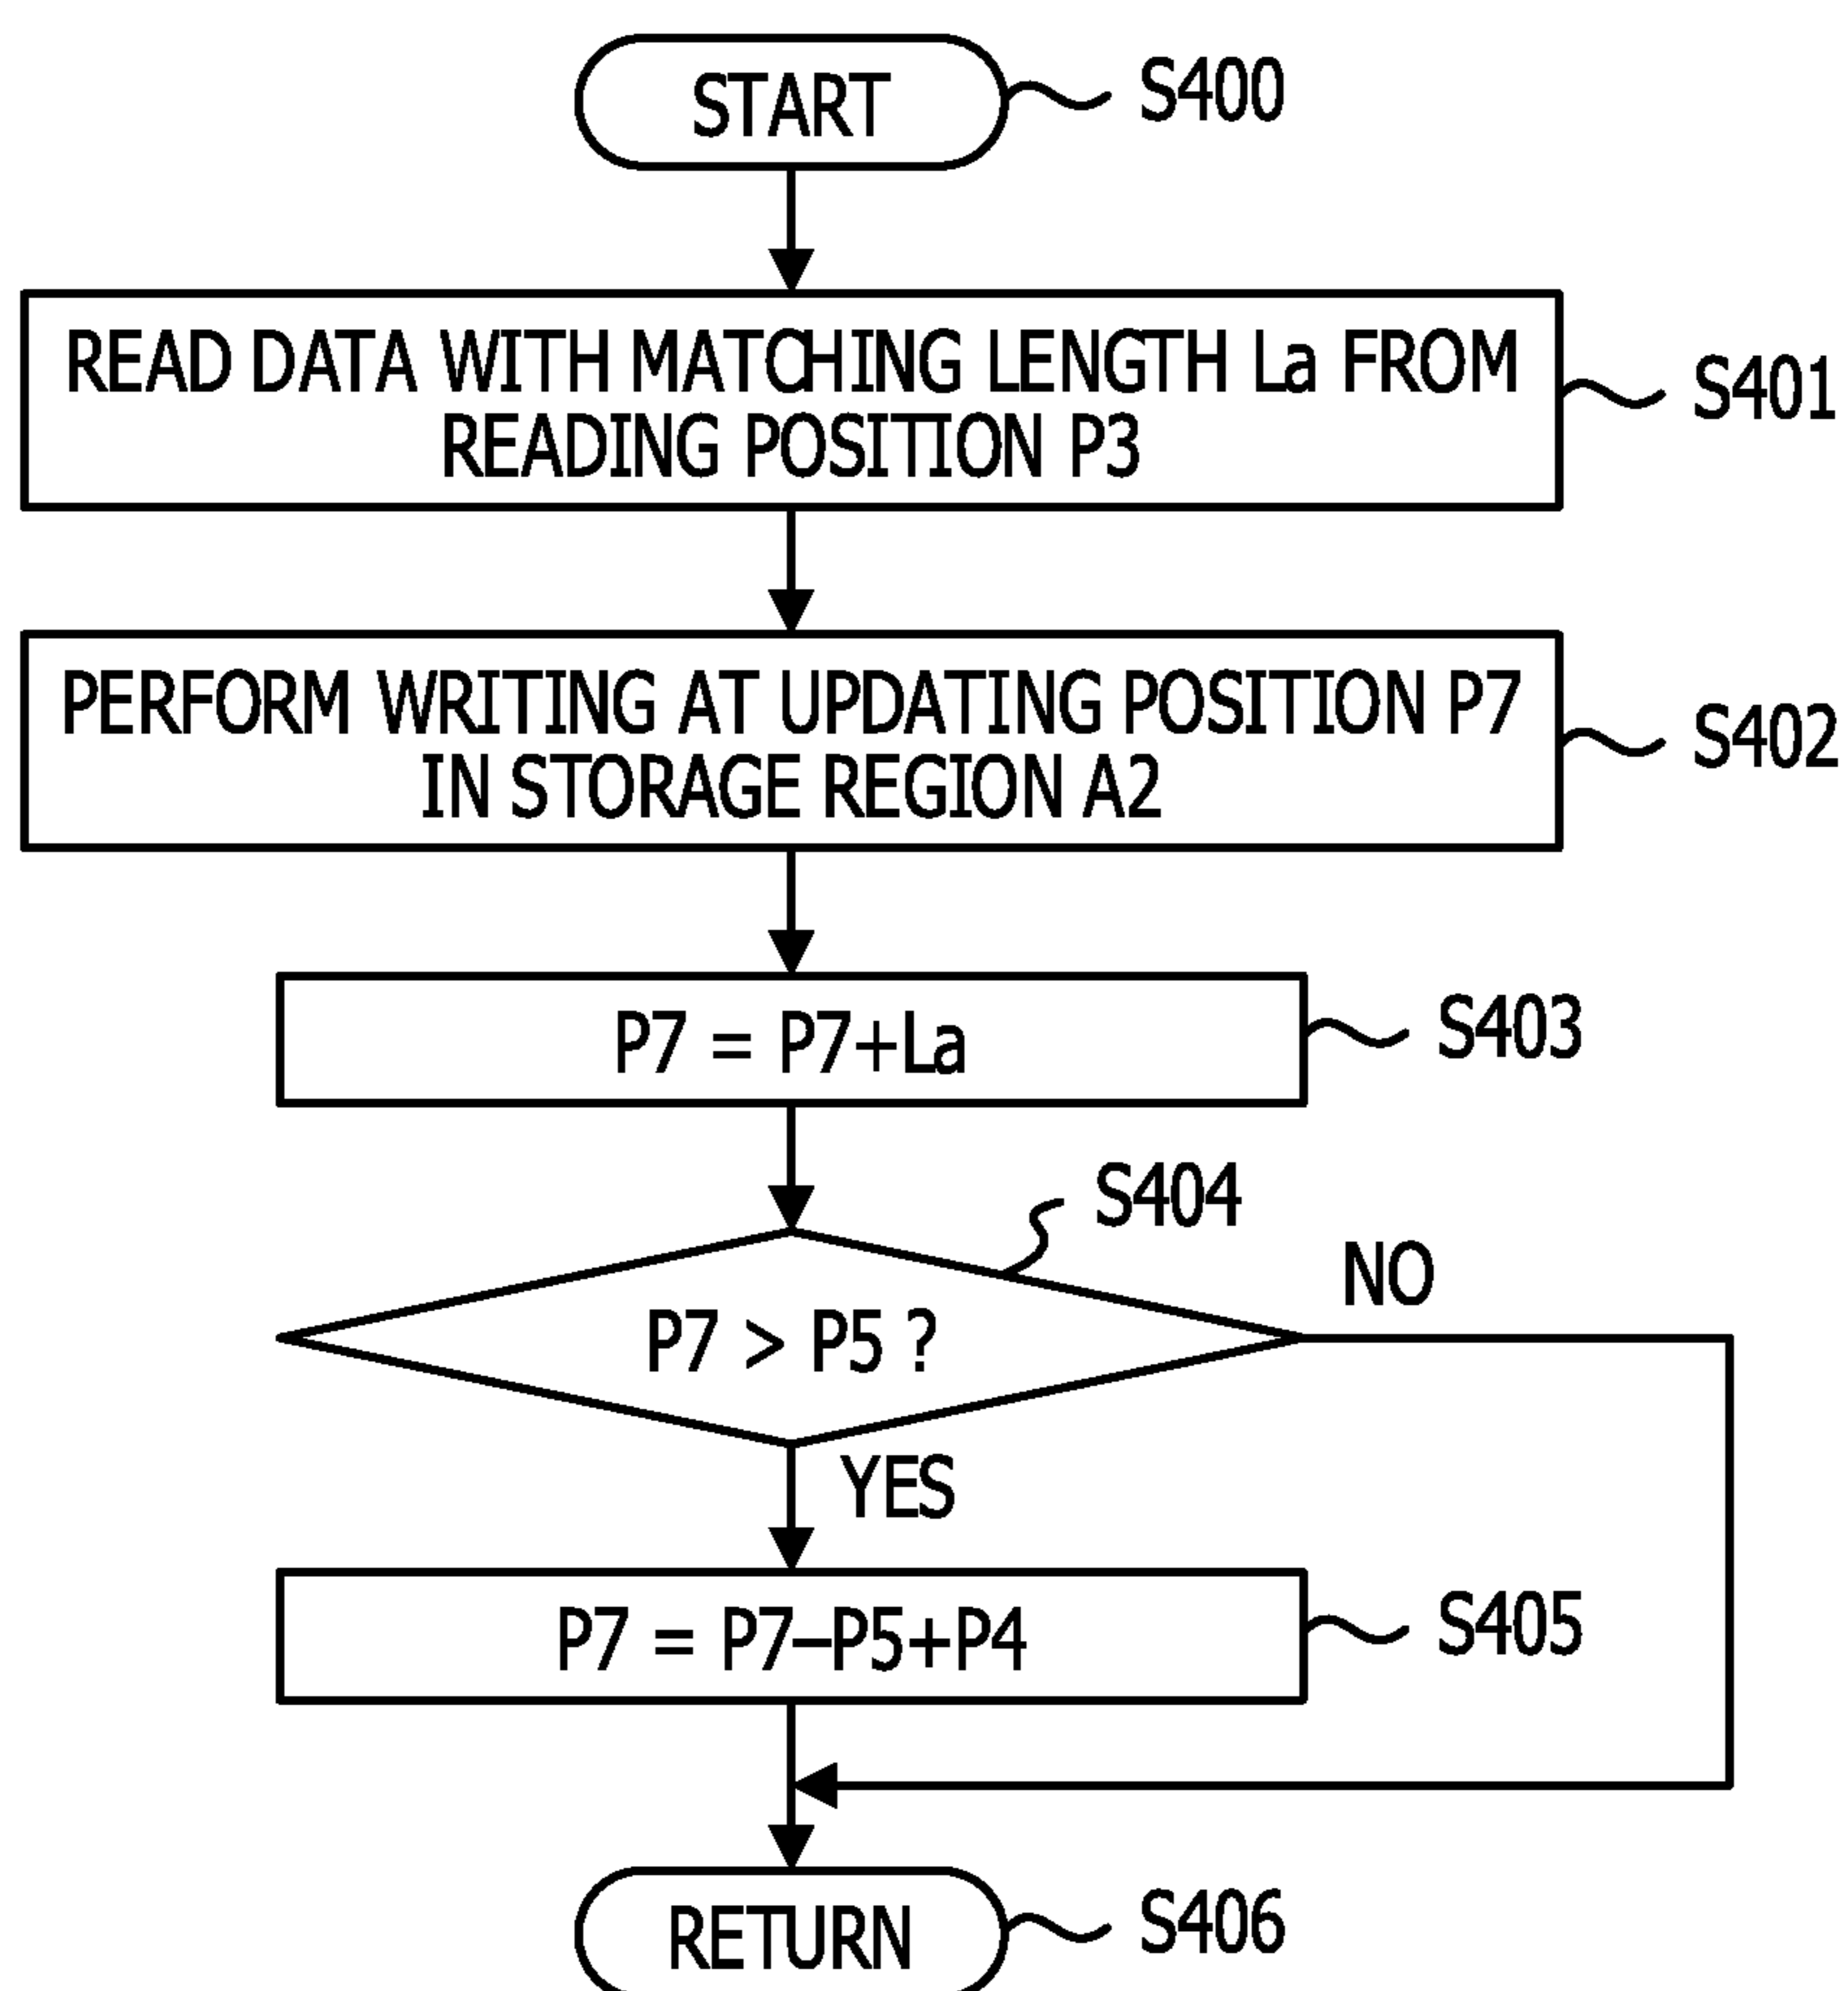 START
S400
READ DATA WITH MATCHING LENGTH La FROM
READING POSITION P3
S401
PERFORM WRITING AT UPDATING POSITION P7
IN STORAGE REGION A2
S402
P7 = P7+La
S403
S404
P7 > P5 ?
NO
YES
P7 = P7−P5+P4
S405
RETURN
S406